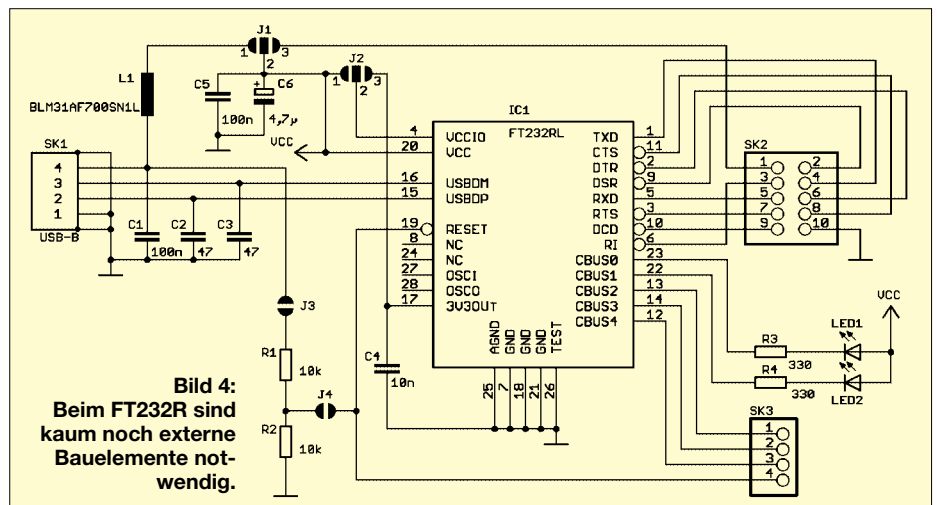 J1
1 3
2
J2
1 3
2
L1
BLM31AF700SN1L
C5
100n
+
C6
4,7µ
VCC
IC1
FT232RL
4 VCCIO
20 VCC
16 USBDM
15 USBDP
19 RESET
8 NC
24 NC
27 OSCI
28 OSCO
17 3V3OUT
TXD 1
CTS 11
DTR 2
DSR 9
RXD 5
RTS 3
DCD 10
RI 6
CBUS0 23
CBUS1 22
CBUS2 13
CBUS3 14
CBUS4 12
AGND GND GND GND TEST
25 7 18 21 26
SK1
4
3
2
1
USB-B
C1
100n
C2
47
C3
47
SK2
1 2
3 4
5 6
7 8
9 10
J3
R1
10k
J4
R2
10k
C4
10n
VCC
LED1
R3
330
R4
330
LED2
SK3
1
2
3
4
Bild 4:
Beim FT232R sind
kaum noch externe
Bauelemente not-
wendig.